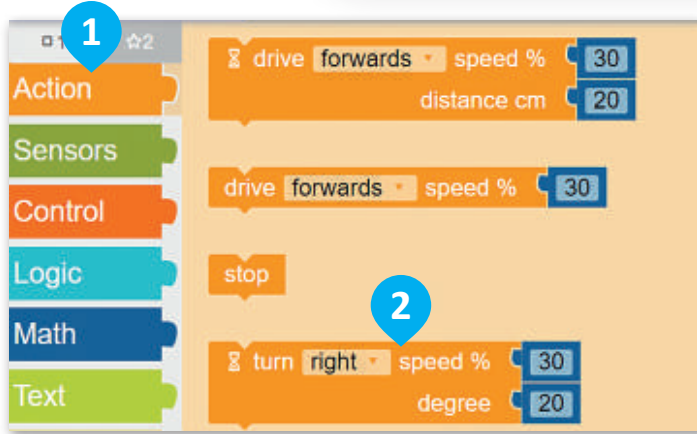 1
2
Action
Sensors
Control
Logic
Math
Text
drive forwards speed % 30
distance cm 20
drive forwards speed % 30
stop
2
turn right speed % 30
degree 20